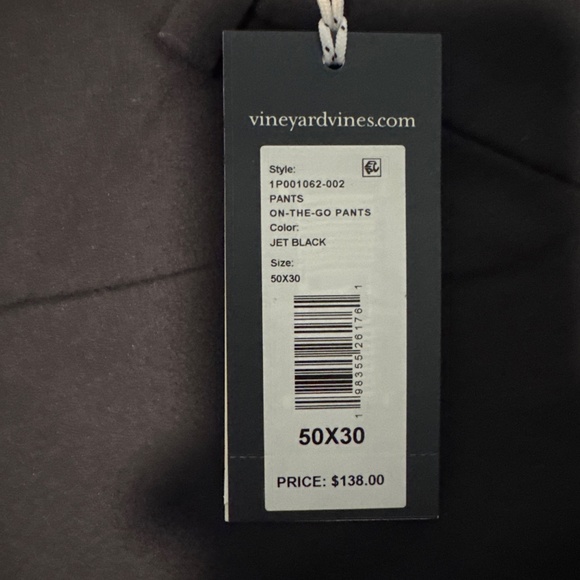 vineyardvines.com
Style:
1P001062-002
PANTS
ON-THE-GO PANTS
Color:
JET BLACK
Size:
50X30
1 98355 26176 1
50X30
PRICE: $138.00